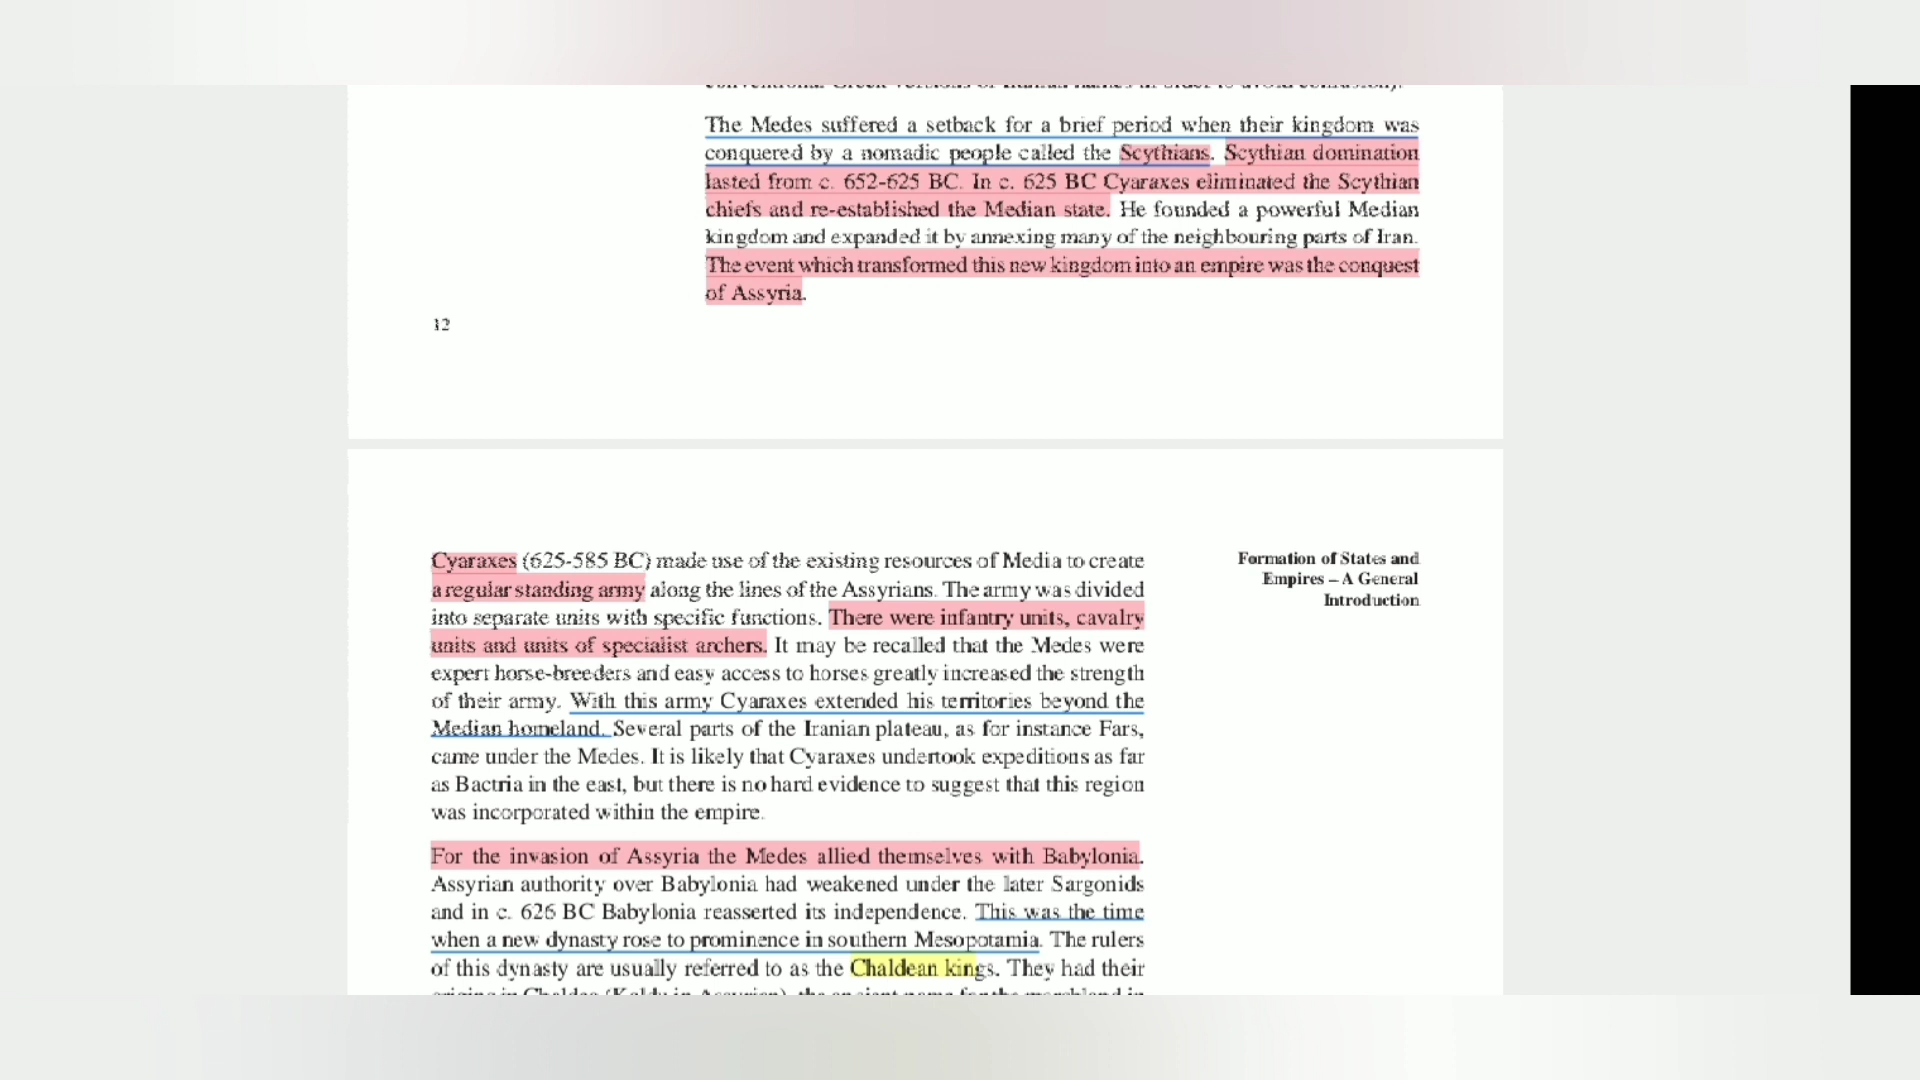 The Medes suffered a setback for a brief period when their kingdom was
conquered by a nomadic people called the Scythians. Scythian domination
lasted from c. 652-625 BC. In c. 625 BC Cyaraxes eliminated the Scythian
chiefs and re-established the Median state. He founded a powerful Median
kingdom and expanded it by annexing many of the neighbouring parts of Iran.
The event which transformed this new kingdom into an empire was the conquest
of Assyria.
12
Cyaraxes (625-585 BC) made use of the existing resources of Media to create
a regular standing army along the lines of the Assyrians. The army was divided
into separate units with specific functions. There were infantry units, cavalry
units and units of specialist archers. It may be recalled that the Medes were
expert horse-breeders and easy access to horses greatly increased the strength
of their army. With this army Cyaraxes extended his territories beyond the
Median homeland. Several parts of the Iranian plateau, as for instance Fars,
came under the Medes. It is likely that Cyaraxes undertook expeditions as far
as Bactria in the east, but there is no hard evidence to suggest that this region
was incorporated within the empire.
For the invasion of Assyria the Medes allied themselves with Babylonia.
Assyrian authority over Babylonia had weakened under the later Sargonids
and in c. 626 BC Babylonia reasserted its independence. This was the time
when a new dynasty rose to prominence in southern Mesopotamia. The rulers
of this dynasty are usually referred to as the Chaldean kings. They had their
Formation of States and
Empires – A General
Introduction